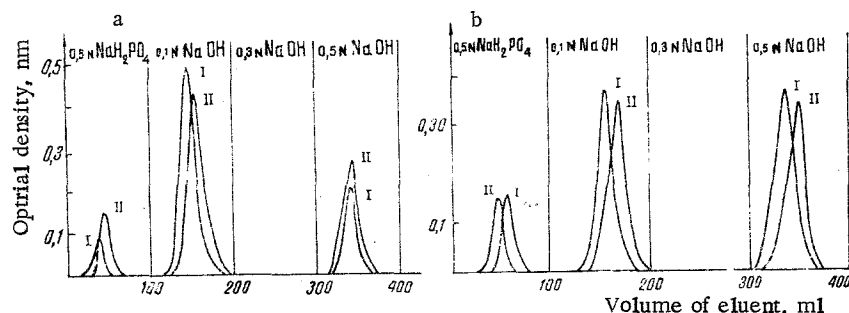 a
0,5 N NaH₂PO₄ 0,1 N NaOH 0,3 N NaOH 0,5 N NaOH
Optrial density, nm
0,5
0,3
0,1
I
II
II
I
II
I
100 200 300 400
b
0,5 N NaH₂PO₄ 0,1 N NaOH 0,3 N NaOH 0,5 N NaOH
0,30
0,1
II
I
I
II
I
II
0 100 200 300 400
Volume of eluent, ml